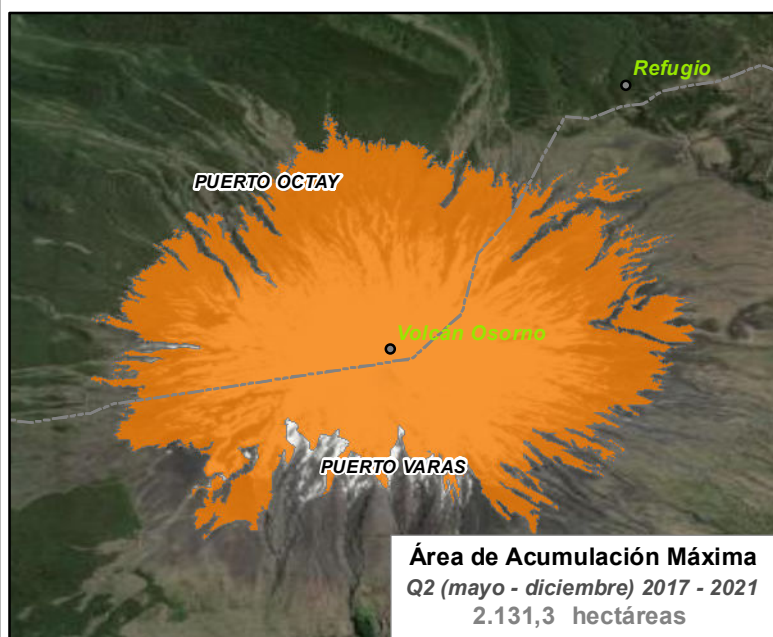 Refugio
PUERTO OCTAY
Volcán Osorno
PUERTO VARAS
Área de Acumulación Máxima
Q2 (mayo - diciembre) 2017 - 2021
2.131,3 hectáreas